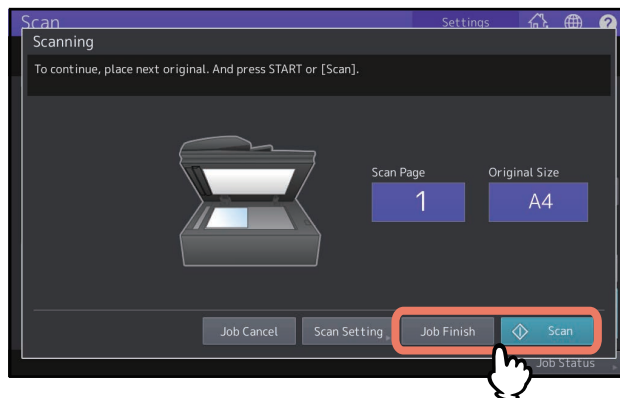 Scan
Settings
?
Scanning
To continue, place next original. And press START or [Scan].
Scan Page
Original Size
1
A4
Job Cancel
Scan Setting
Job Finish
Scan
Job Status